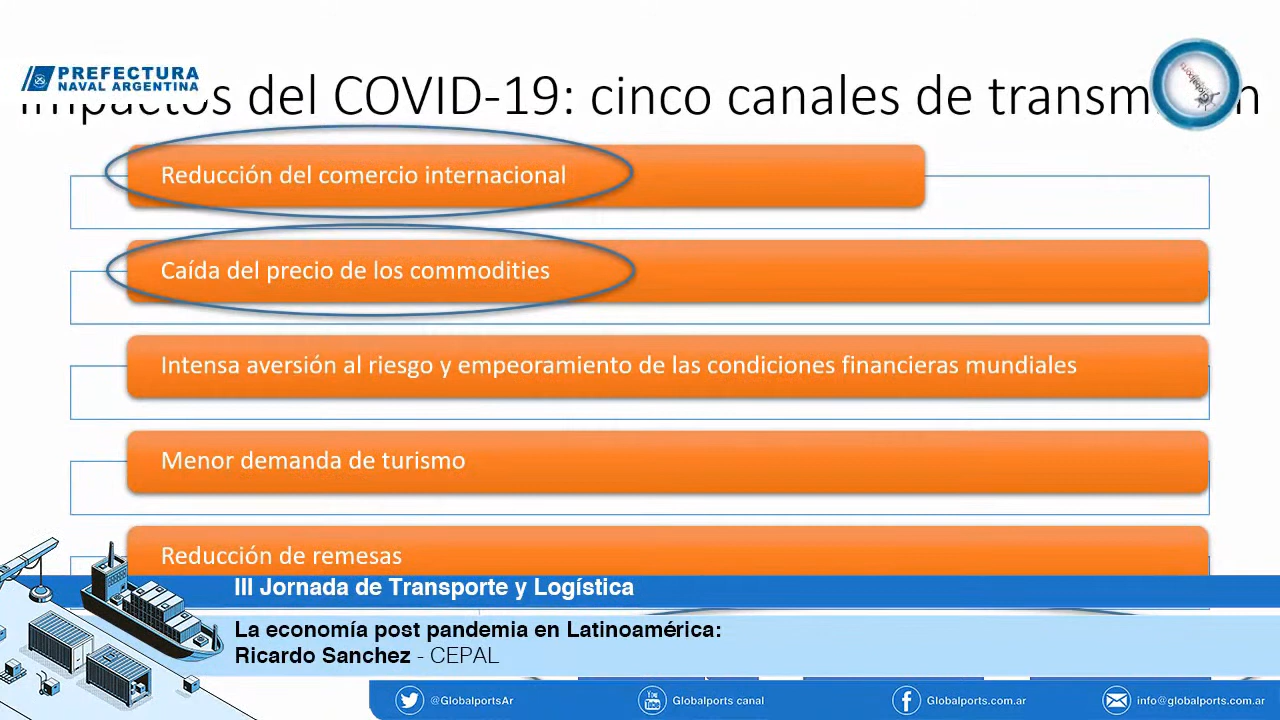 PREFECTURA
NAVAL ARGENTINA
Impactos del COVID-19: cinco canales de
Reducción del comercio internacional
Caída del precio de los commodities
Intensa aversión al riesgo y empeoramiento de las condiciones financieras mundiales
Menor demanda de turismo
Reducción de remesas
III Jornada de Transporte y Logística
La economía post pandemia en Latinoamérica:
Ricardo Sanchez - CEPAL
@GlobalportsAr
Globalports canal
Globalports.com.ar
info@globalports.com.ar